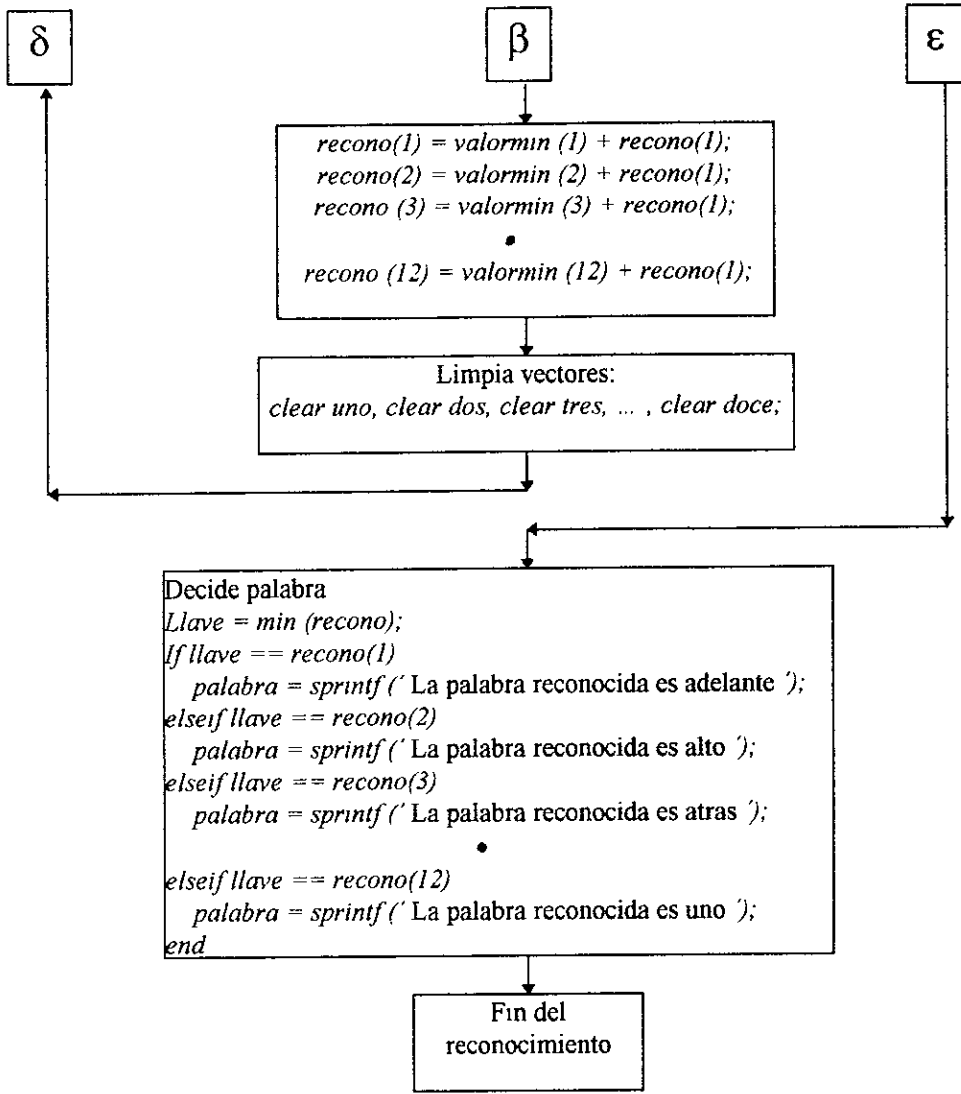 δ
β
ε
recono(1) = valormin (1) + recono(1);
recono(2) = valormin (2) + recono(1);
recono (3) = valormin (3) + recono(1);
•
recono (12) = valormin (12) + recono(1);
Limpia vectores:
clear uno, clear dos, clear tres, ... , clear doce;
Decide palabra
Llave = min (recono);
If llave == recono(1)
palabra = sprintf (´ La palabra reconocida es adelante ´);
elseif llave == recono(2)
palabra = sprintf (´ La palabra reconocida es alto ´);
elseif llave == recono(3)
palabra = sprintf (´ La palabra reconocida es atras ´);
•
elseif llave == recono(12)
palabra = sprintf (´ La palabra reconocida es uno ´);
end
Fin del
reconocimiento